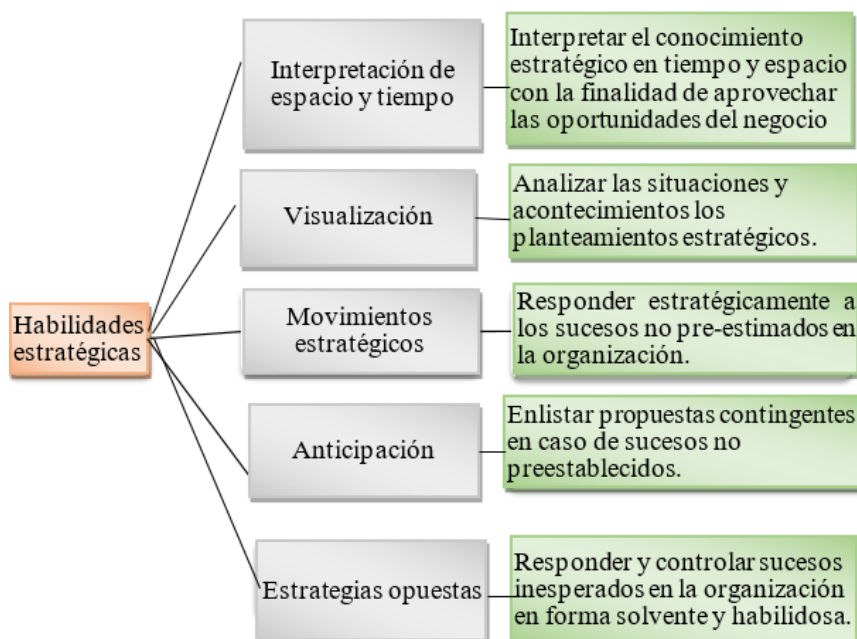 Habilidades
estratégicas
Interpretación de
espacio y tiempo
Interpretar el conocimiento
estratégico en tiempo y espacio
con la finalidad de aprovechar
las oportunidades del negocio
Visualización
Analizar las situaciones y
acontecimientos los
planteamientos estratégicos.
Movimientos
estratégicos
Responder estratégicamente a
los sucesos no pre-estimados en
la organización.
Anticipación
Enlistar propuestas contingentes
en caso de sucesos no
preestablecidos.
Estrategias opuestas
Responder y controlar sucesos
inesperados en la organización
en forma solvente y habilidosa.